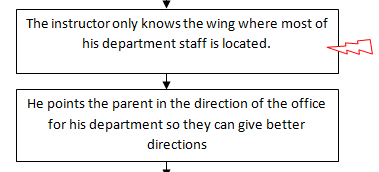 The instructor only knows the wing where most of
his department staff is located.
He points the parent in the direction of the office
for his department so they can give better
directions